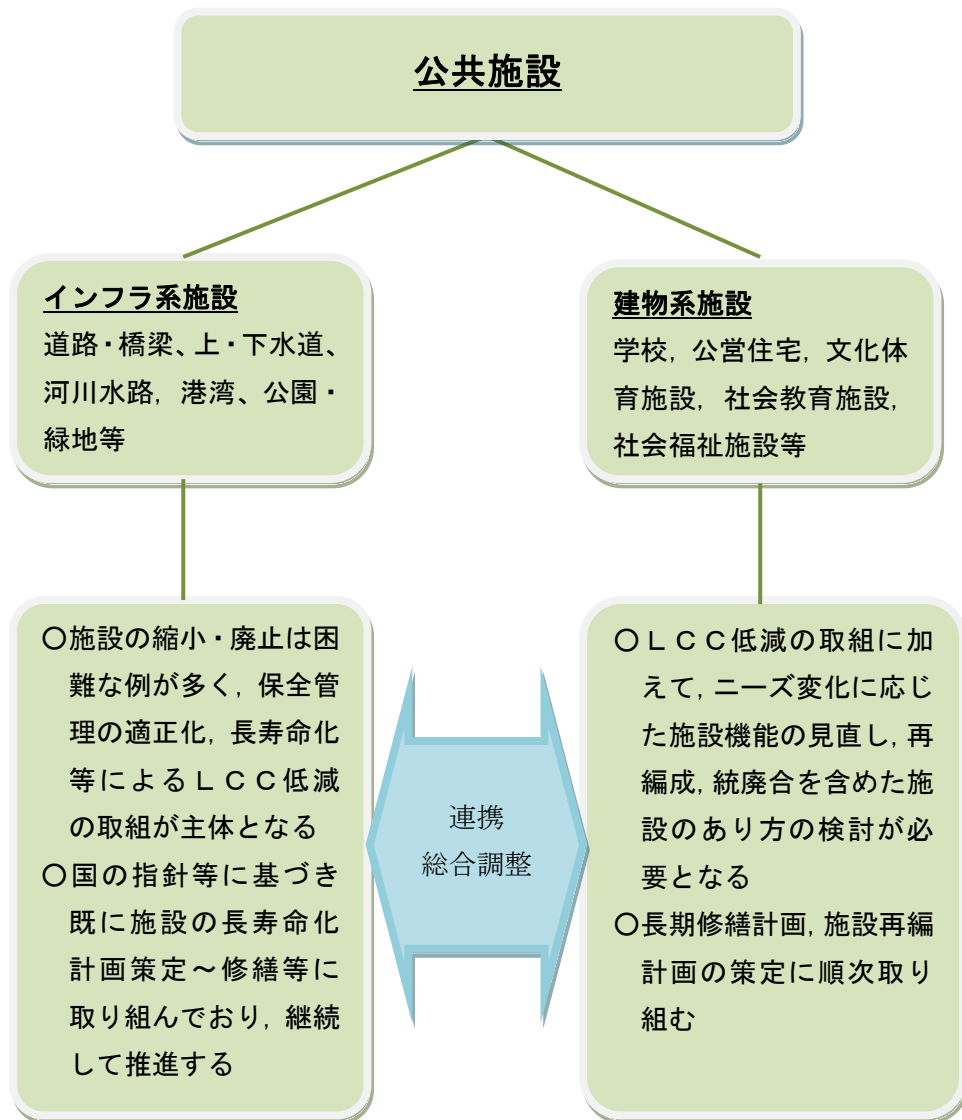 公共施設
インフラ系施設
道路・橋梁、上・下水道、
河川水路，港湾、公園・
緑地等
建物系施設
学校，公営住宅，文化体
育施設，社会教育施設，
社会福祉施設等
○施設の縮小・廃止は困
難な例が多く，保全管
理の適正化，長寿命化
等によるＬＣＣ低減
の取組が主体となる
○国の指針等に基づき
既に施設の長寿命化
計画策定～修繕等に
取り組んでおり，継続
して推進する
連携
総合調整
○ＬＣＣ低減の取組に加
えて，ニーズ変化に応じ
た施設機能の見直し，再
編成，統廃合を含めた施
設のあり方の検討が必
要となる
○長期修繕計画，施設再編
計画の策定に順次取り
組む